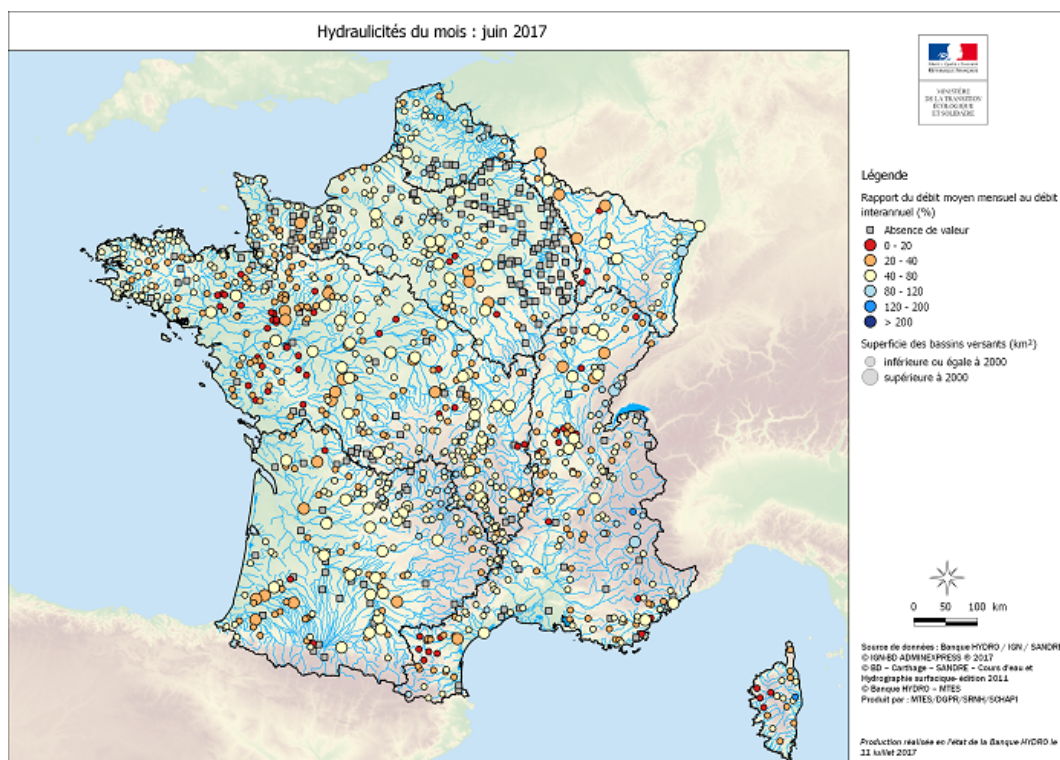 Hydraulicités du mois : juin 2017
RÉPUBLIQUE FRANÇAISE
MINISTÈRE
DE LA TRANSITION
ÉCOLOGIQUE
ET SOLIDAIRE
Légende
Rapport du débit moyen mensuel au débit
interannuel (%)
Absence de valeur
0 - 20
20 - 40
40 - 80
80 - 120
120 - 200
> 200
Superficie des bassins versants (km²)
inférieure ou égale à 2000
supérieure à 2000
0 50 100 km
Source de données : Banque HYDRO / IGN / SANDRE
© IGN-BD ADMINEXPRESS ® 2017
© BD – Carthage – SANDRE – Cours d'eau et
Hydrographie surfacique- édition 2011
© Banque HYDRO – MTES
Produit par : MTES/DGPR/SRNH/SCHAPI
Production réalisée en l'état de la Banque HYDRO le
11 juillet 2017